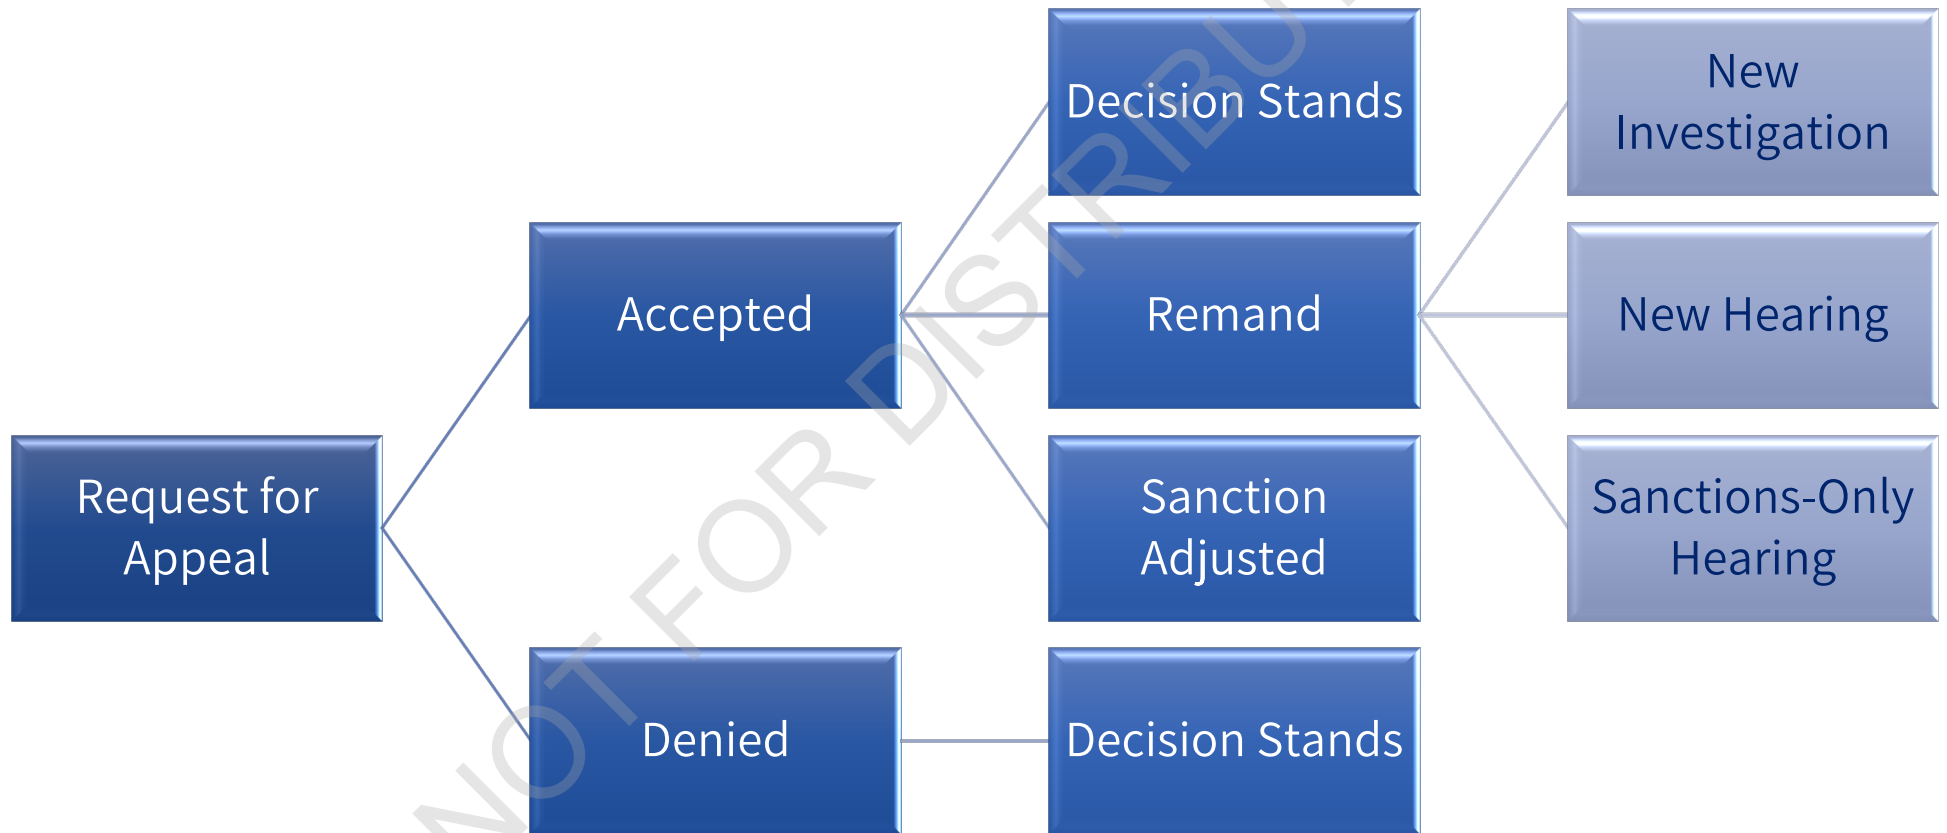 Decision Stands
New
Investigation
Accepted
Remand
New Hearing
Request for
Appeal
Sanction
Adjusted
Sanctions-Only
Hearing
Denied
Decision Stands
NOT FOR DISTRIBU